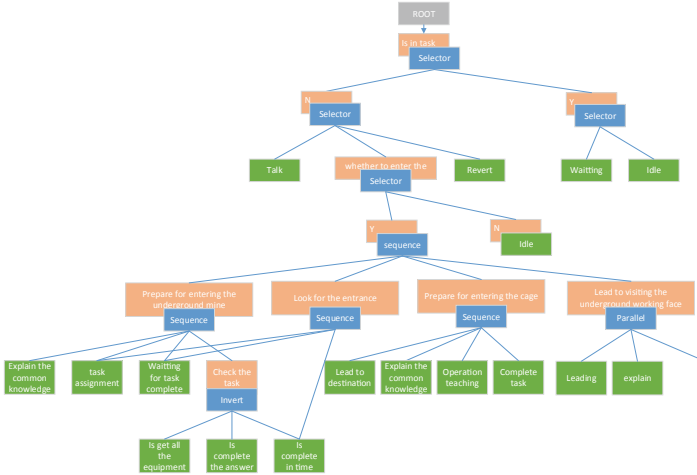 ROOT
Is in task
Selector
N
Selector
Y
Selector
Talk
whether to enter the
Selector
Revert
Waitting
Idle
Y
sequence
N
Idle
Prepare for entering the
underground mine
Sequence
Look for the entrance
Sequence
Prepare for entering the cage
Sequence
Lead to visiting the
underground working face
Parallel
Explain the
common
knowledge
task
assignment
Waitting
for task
complete
Check the
task
Invert
Lead to
destination
Explain the
common
knowledge
Operation
teaching
Complete
task
Leading
explain
Is get all
the
equipment
Is
complete
the answer
Is
complete
in time